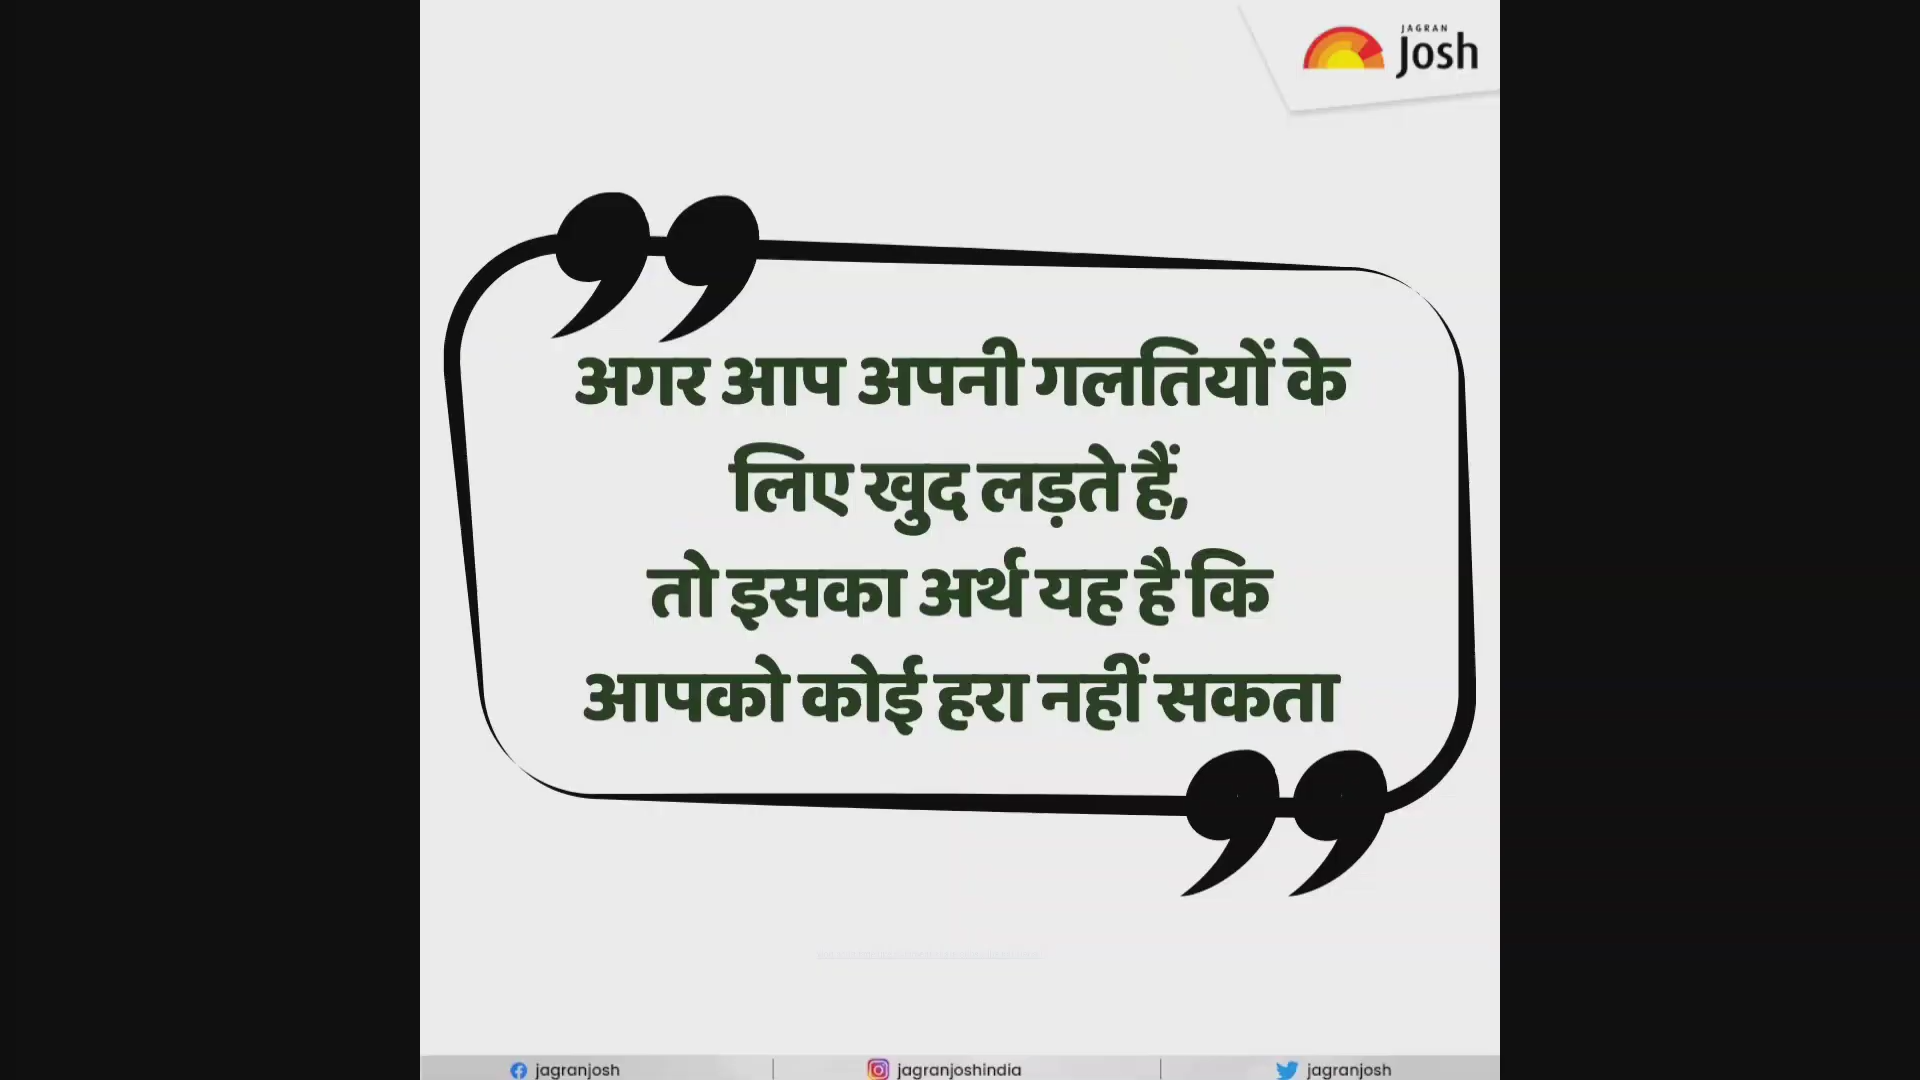 JAGRAN
Josh
अगर आप अपनी गलतियों के
लिए खुद लड़ते हैं,
तो इसका अर्थ यह है कि
आपको कोई हरा नहीं सकता
jagranjosh
jagranjoshindia
jagranjosh